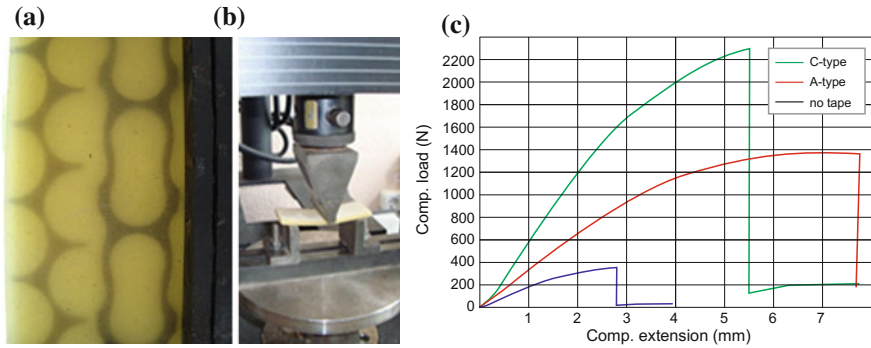 (a)
(b)
(c)
2200
2000
1800
1600
1400
1200
1000
800
600
400
200
0
1 2 3 4 5 6 7
Comp. load (N)
Comp. extension (mm)
C-type
A-type
no tape